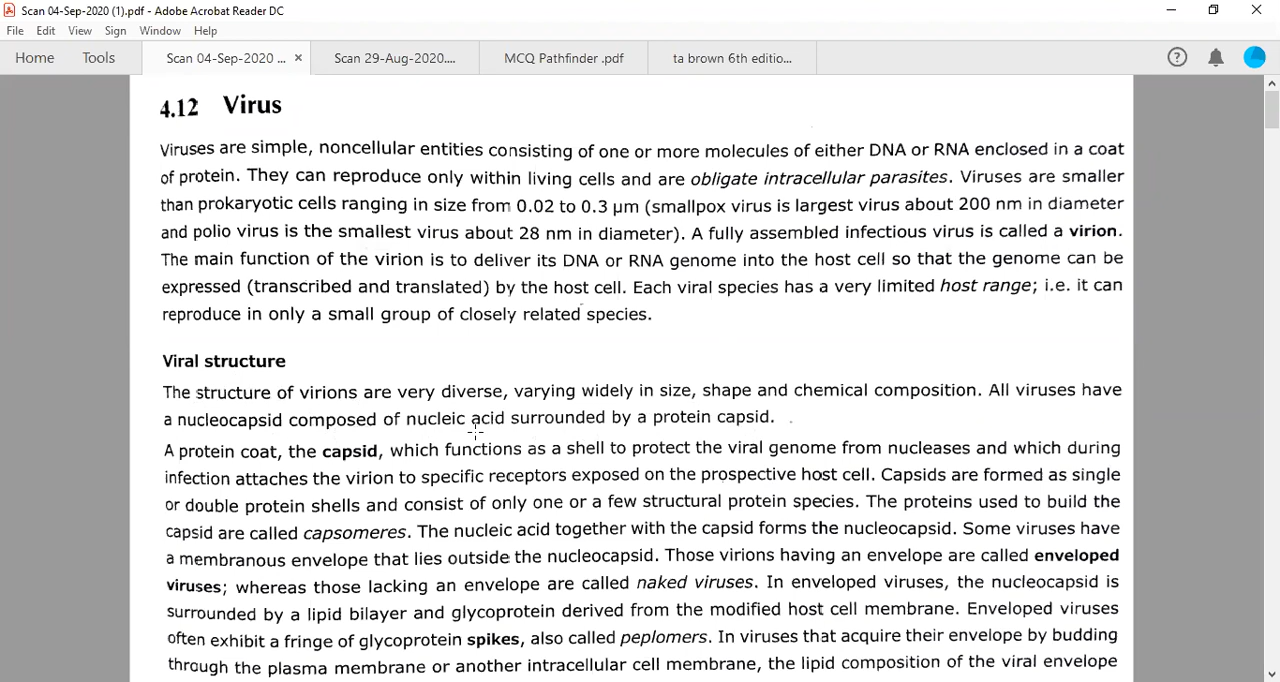 Scan 04-Sep-2020 (1).pdf - Adobe Acrobat Reader DC
File Edit View Sign Window Help
Home Tools Scan 04-Sep-2020 ... × Scan 29-Aug-2020.... MCQ Pathfinder .pdf ta brown 6th editio...
4.12 Virus
Viruses are simple, noncellular entities consisting of one or more molecules of either DNA or RNA enclosed in a coat
of protein. They can reproduce only within living cells and are obligate intracellular parasites. Viruses are smaller
than prokaryotic cells ranging in size from 0.02 to 0.3 µm (smallpox virus is largest virus about 200 nm in diameter
and polio virus is the smallest virus about 28 nm in diameter). A fully assembled infectious virus is called a virion.
The main function of the virion is to deliver its DNA or RNA genome into the host cell so that the genome can be
expressed (transcribed and translated) by the host cell. Each viral species has a very limited host range; i.e. it can
reproduce in only a small group of closely related species.
Viral structure
The structure of virions are very diverse, varying widely in size, shape and chemical composition. All viruses have
a nucleocapsid composed of nucleic acid surrounded by a protein capsid.
A protein coat, the capsid, which functions as a shell to protect the viral genome from nucleases and which during
infection attaches the virion to specific receptors exposed on the prospective host cell. Capsids are formed as single
or double protein shells and consist of only one or a few structural protein species. The proteins used to build the
capsid are called capsomeres. The nucleic acid together with the capsid forms the nucleocapsid. Some viruses have
a membranous envelope that lies outside the nucleocapsid. Those virions having an envelope are called enveloped
viruses; whereas those lacking an envelope are called naked viruses. In enveloped viruses, the nucleocapsid is
surrounded by a lipid bilayer and glycoprotein derived from the modified host cell membrane. Enveloped viruses
often exhibit a fringe of glycoprotein spikes, also called peplomers. In viruses that acquire their envelope by budding
through the plasma membrane or another intracellular cell membrane, the lipid composition of the viral envelope